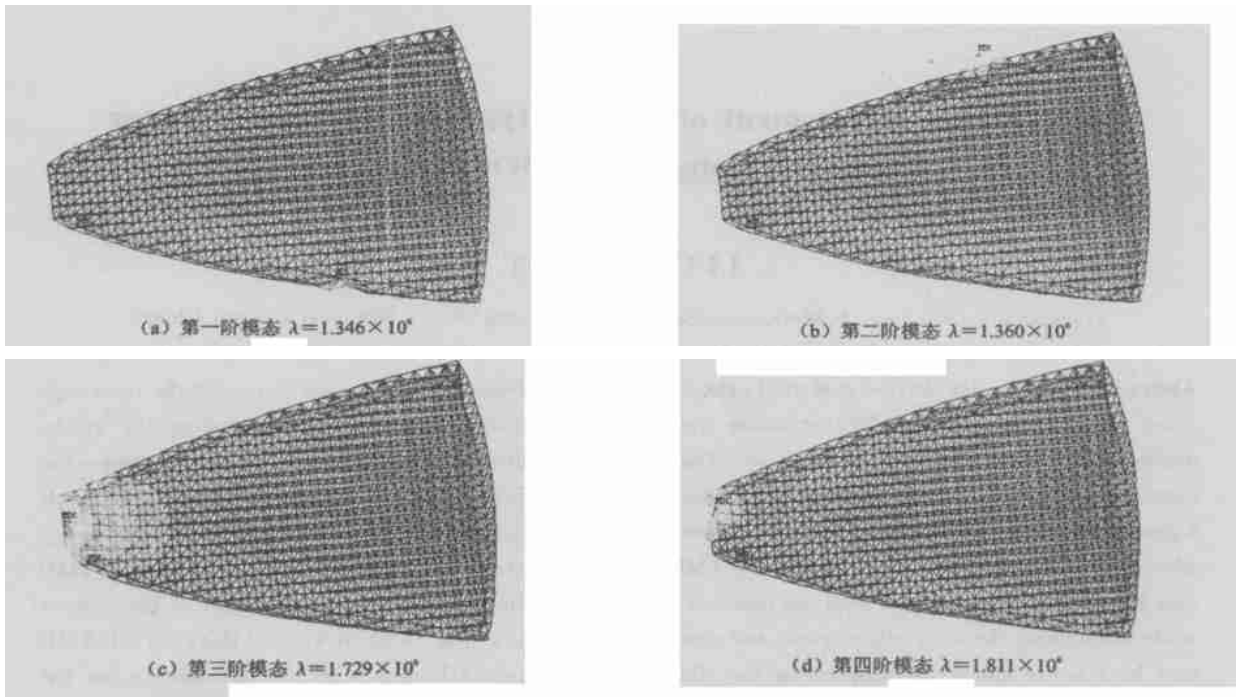 (a) 第一阶模态 λ=1.346×10⁶
(b) 第二阶模态 λ=1.360×10⁶
(c) 第三阶模态 λ=1.729×10⁶
(d) 第四阶模态 λ=1.811×10⁶